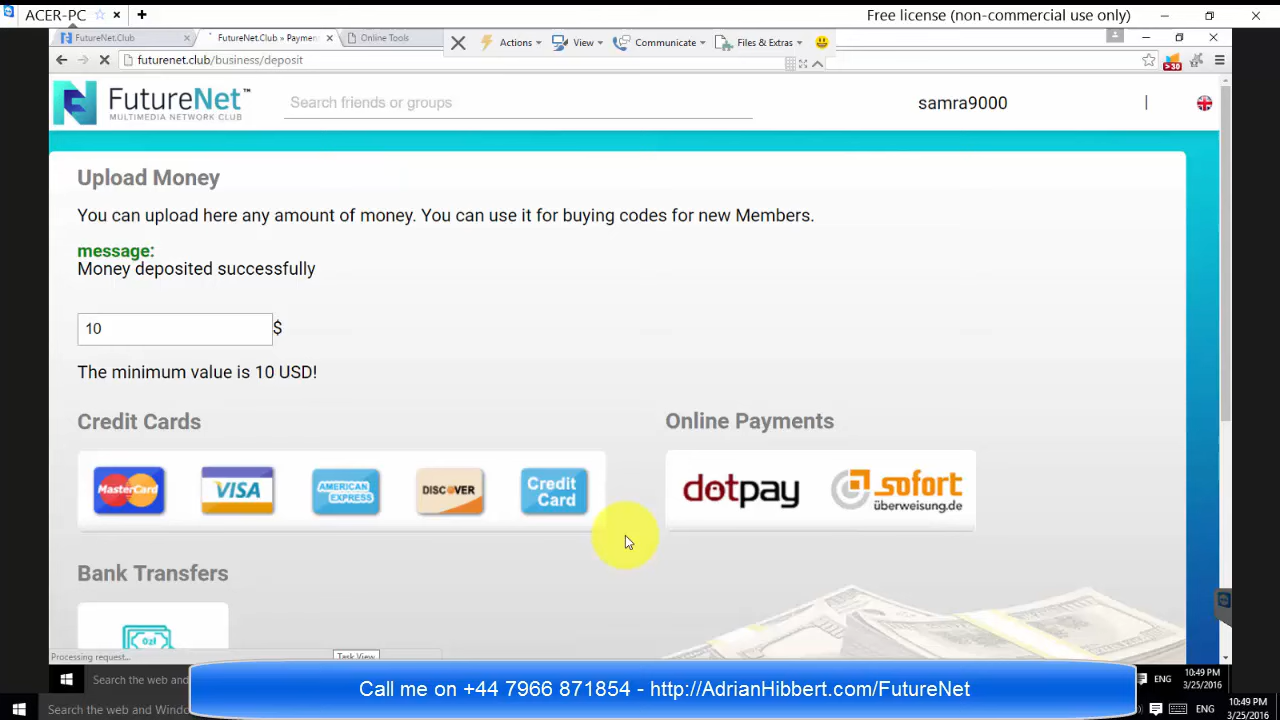 ACER-PC
Free license (non-commercial use only)
FutureNet.Club
FutureNet.Club » Paymen
Online Tools
Actions
View
Communicate
Files & Extras
futurenet.club/business/deposit
>30
FutureNet™
MULTIMEDIA NETWORK CLUB
Search friends or groups
samra9000
Upload Money
You can upload here any amount of money. You can use it for buying codes for new Members.
message:
Money deposited successfully
10
$
The minimum value is 10 USD!
Credit Cards
Online Payments
MasterCard
VISA
AMERICAN EXPRESS
DISCOVER
Credit Card
dotpay
sofort
überweisung.de
Bank Transfers
0zł
Processing request...
Task View
Search the web and
ENG
10:49 PM
3/25/2016
Call me on +44 7966 871854 - http://AdrianHibbert.com/FutureNet
Search the web and Windo
ENG
10:49 PM
3/25/2016